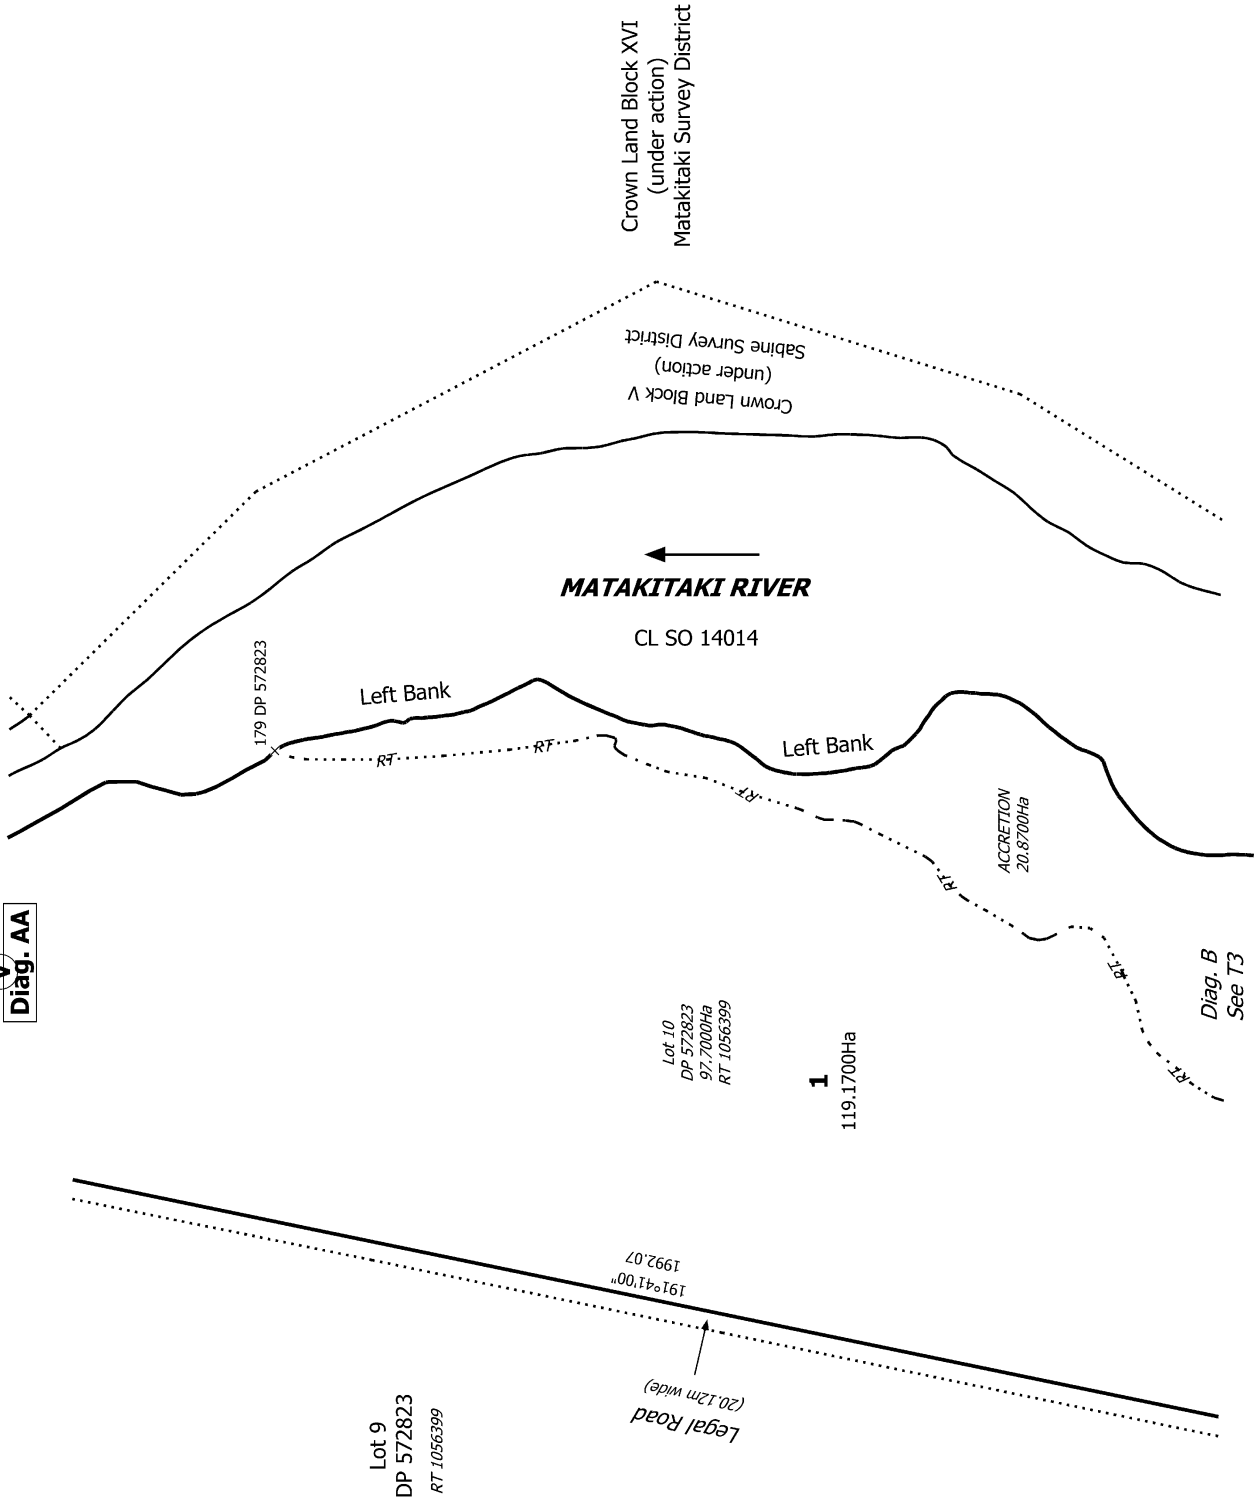 Crown Land Block XVI
(under action)
Matakitaki Survey District
Crown Land Block V
(under action)
Sabine Survey District
MATAKITAKI RIVER
CL SO 14014
179 DP 572823
Left Bank
Left Bank
RT
RT
RT
RT
RT
RT
ACCRETION
20.8700Ha
V
Diag. AA
Diag. B
See T3
Lot 10
DP 572823
97.7000Ha
RT 1056399
1
119.1700Ha
191°41'00"
1992.07
Legal Road
(20.12m wide)
Lot 9
DP 572823
RT 1056399